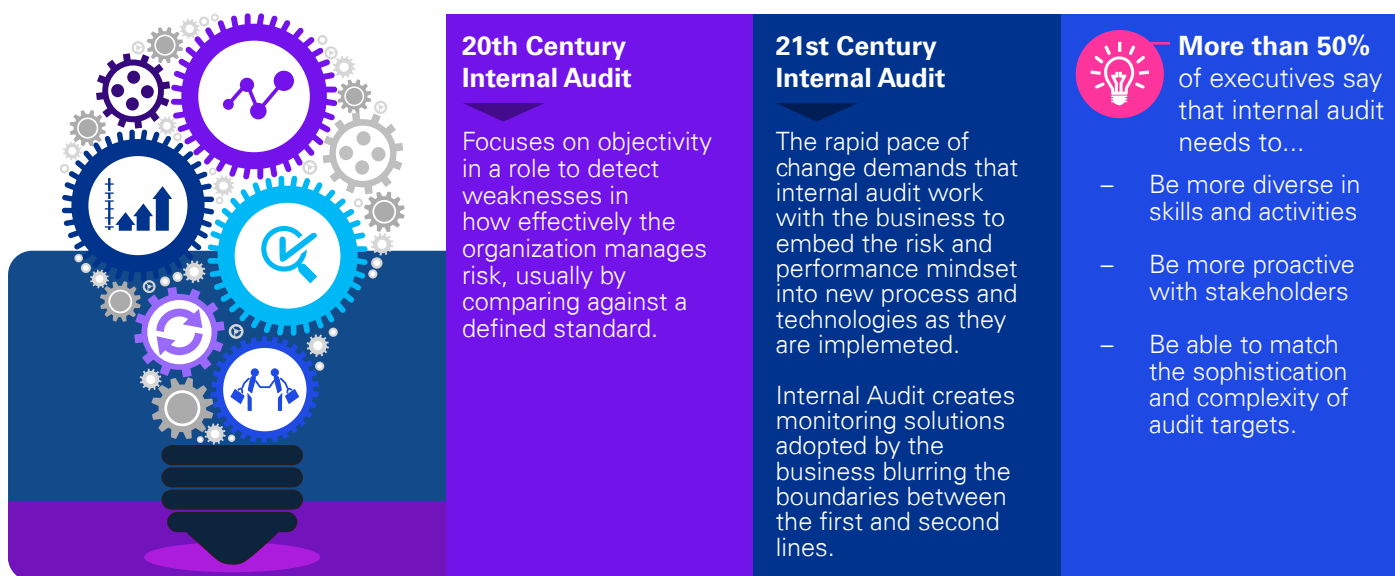 20th Century
Internal Audit
Focuses on objectivity
in a role to detect
weaknesses in
how effectively the
organization manages
risk, usually by
comparing against a
defined standard.
21st Century
Internal Audit
The rapid pace of
change demands that
internal audit work
with the business to
embed the risk and
performance mindset
into new process and
technologies as they
are implemeted.
Internal Audit creates
monitoring solutions
adopted by the
business blurring the
boundaries between
the first and second
lines.
More than 50%
of executives say
that internal audit
needs to...
– Be more diverse in
skills and activities
– Be more proactive
with stakeholders
– Be able to match
the sophistication
and complexity of
audit targets.